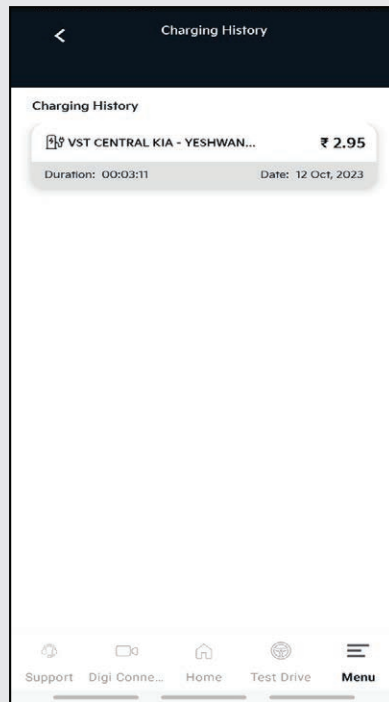 Charging History
Charging History
VST CENTRAL KIA - YESHWAN... ₹ 2.95
Duration: 00:03:11 Date: 12 Oct, 2023
Support Digi Conne... Home Test Drive Menu